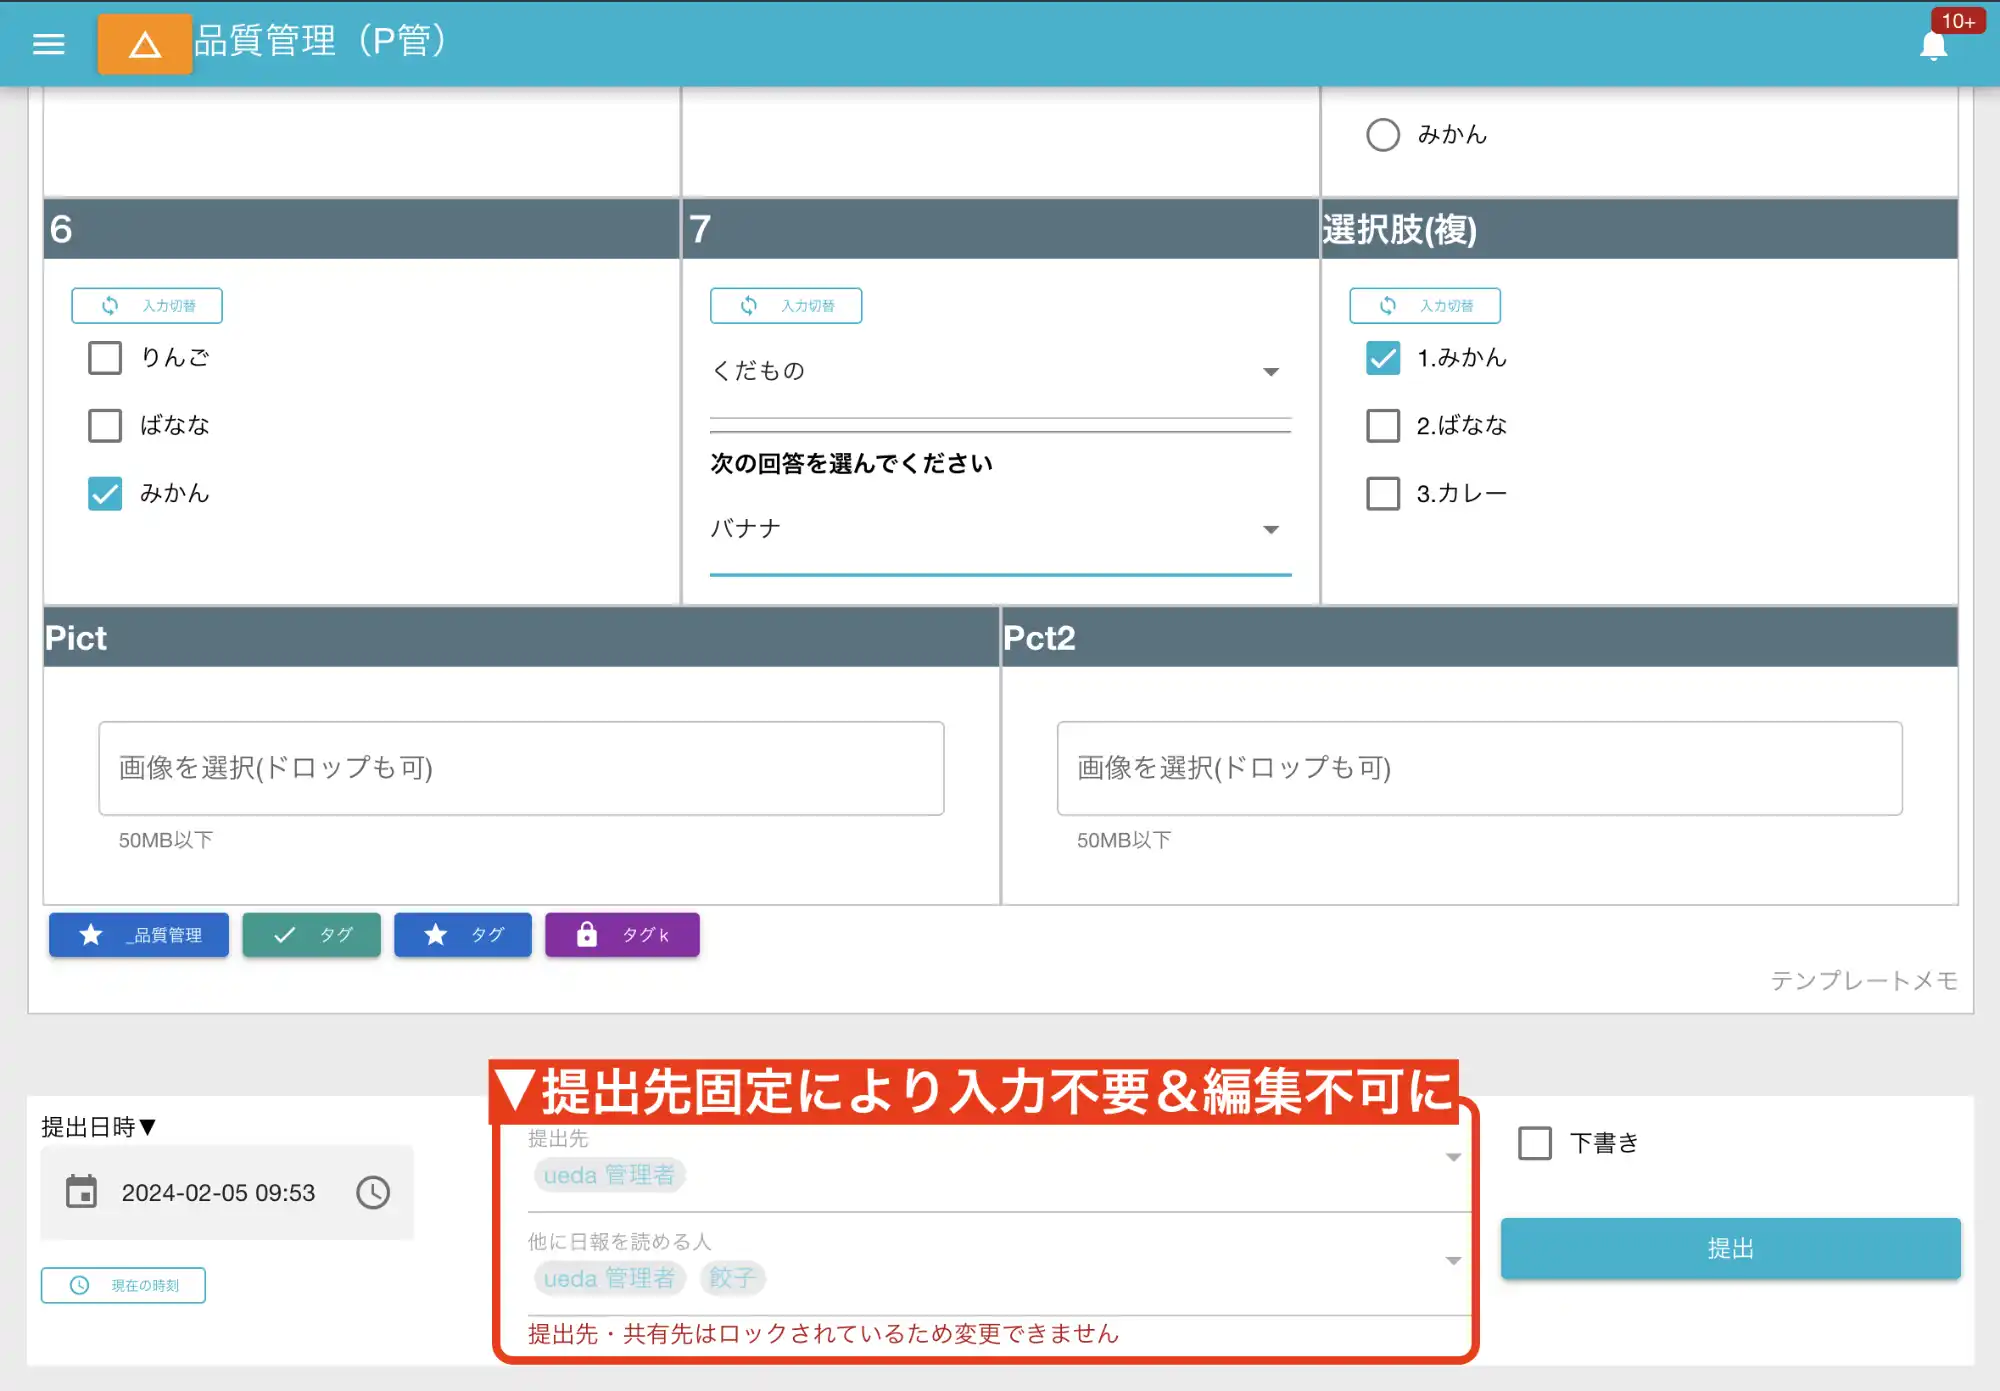 品質管理（P管）
10+
みかん
6
7
選択肢(複)
入力切替
入力切替
入力切替
りんご
ばなな
みかん
くだもの
次の回答を選んでください
バナナ
1.みかん
2.ばなな
3.カレー
Pict
Pct2
画像を選択(ドロップも可)
50MB以下
画像を選択(ドロップも可)
50MB以下
_品質管理
タグ
タグ
タグk
テンプレートメモ
▼提出先固定により入力不要＆編集不可に
提出日時▼
2024-02-05 09:53
現在の時刻
提出先
ueda 管理者
他に日報を読める人
ueda 管理者 餃子
提出先・共有先はロックされているため変更できません
下書き
提出